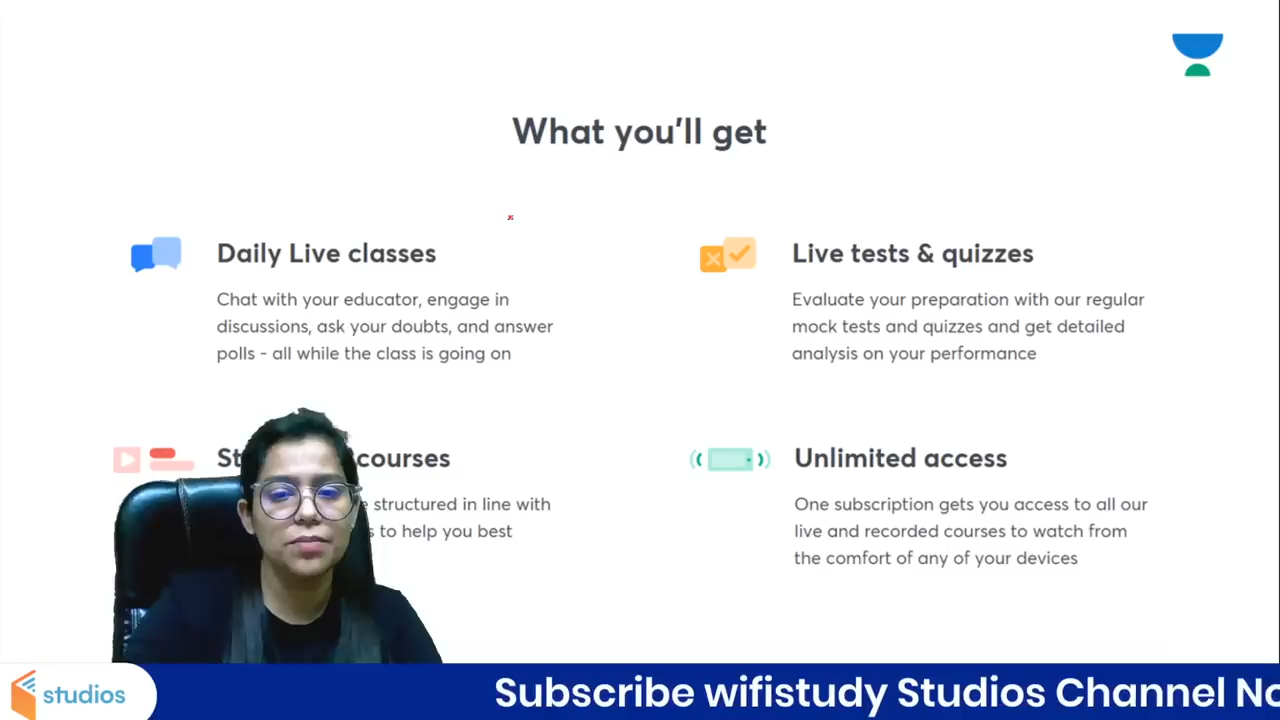 What you'll get
Daily Live classes
Chat with your educator, engage in
discussions, ask your doubts, and answer
polls - all while the class is going on
Live tests & quizzes
Evaluate your preparation with our regular
mock tests and quizzes and get detailed
analysis on your performance
courses
structured in line with
to help you best
Unlimited access
One subscription gets you access to all our
live and recorded courses to watch from
the comfort of any of your devices
studios
Subscribe wifistudy Studios Channel